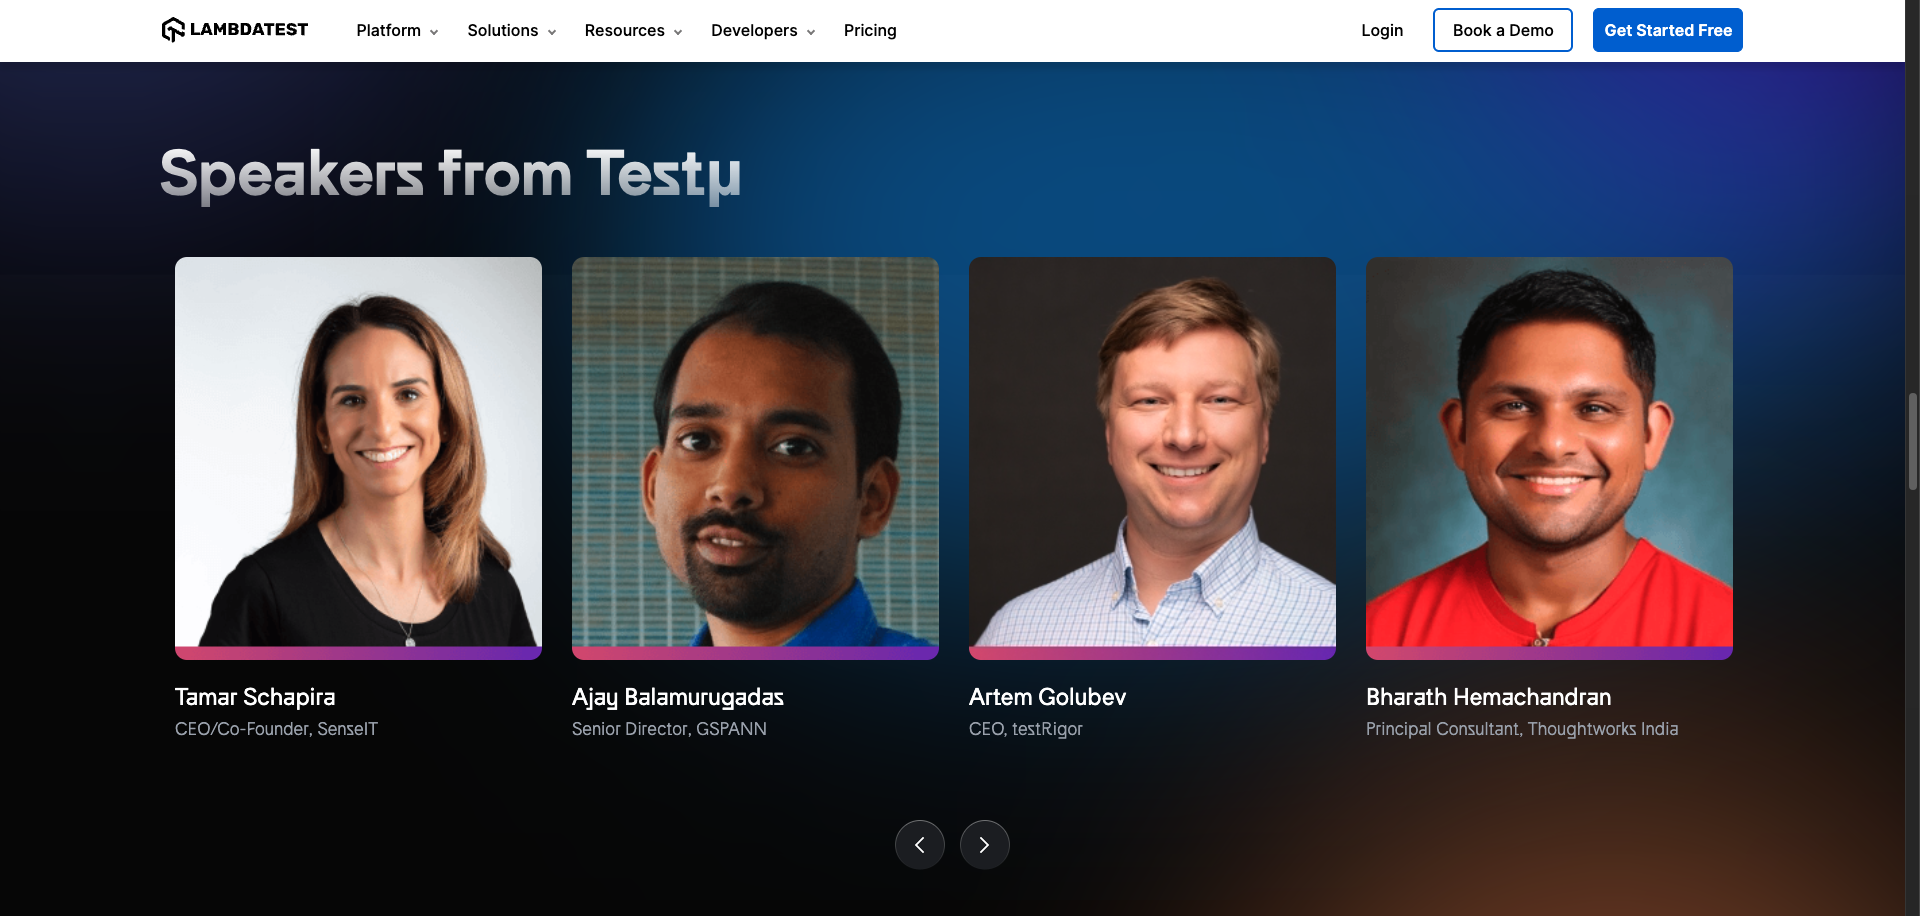 LAMBDATEST
Platform
Solutions
Resources
Developers
Pricing
Login
Book a Demo
Get Started Free
Speakers from Testμ
Tamar Schapira
CEO/Co-Founder, SenseIT
Ajay Balamurugadas
Senior Director, GSPANN
Artem Golubev
CEO, testRigor
Bharath Hemachandran
Principal Consultant, Thoughtworks India